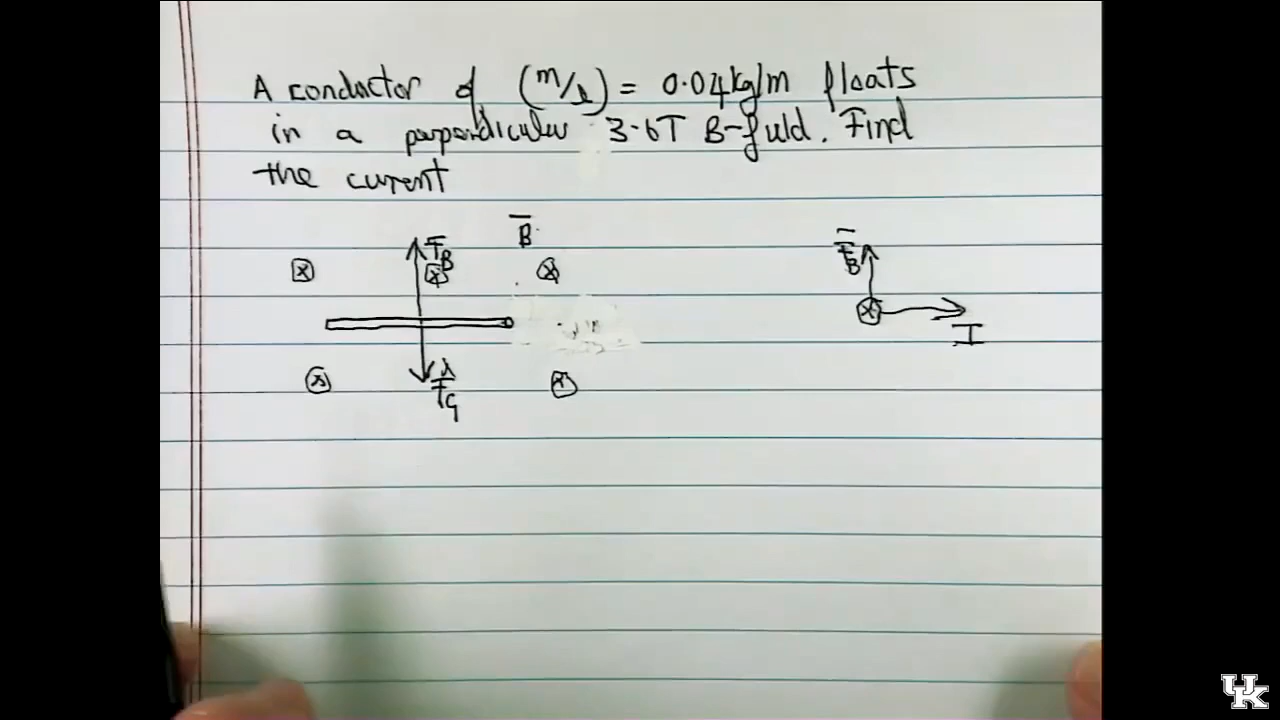 A conductor of (m/l) = 0.04kg/m floats
in a perpendicular 3.6T B-field. Find
the current
B
F_B
F_G
F_B
I
UK